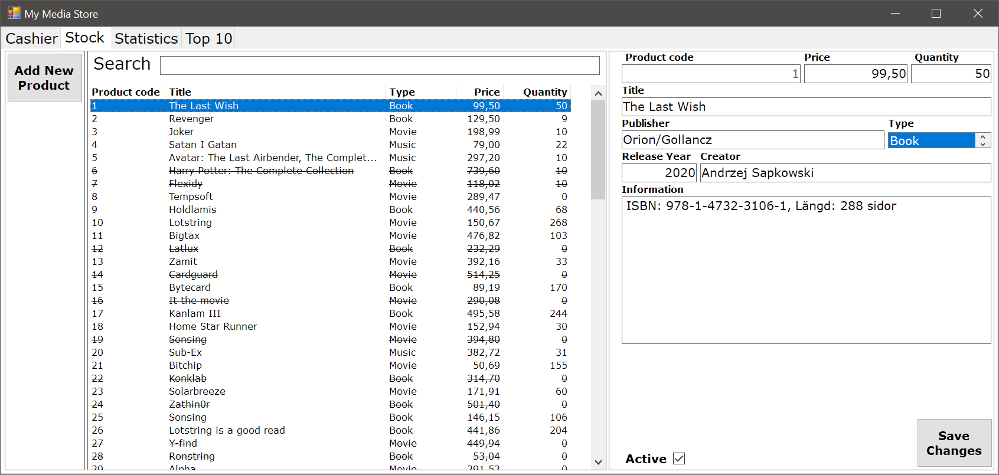 My Media Store
Cashier Stock Statistics Top 10
Add New
Product
Search
Product code Title Type Price Quantity
1 The Last Wish Book 99,50 50
2 Revenger Book 129,50 9
3 Joker Movie 198,99 10
4 Satan I Gatan Music 79,00 22
5 Avatar: The Last Airbender, The Complet... Music 297,20 10
6 Harry Potter: The Complete Collection Book 739,60 10
7 Flexidy Movie 118,02 10
8 Tempsoft Movie 289,47 0
9 Holdlamis Book 440,56 68
10 Lotstring Movie 150,67 268
11 Bigtax Movie 476,82 103
12 Latlux Book 232,29 0
13 Zamit Movie 392,16 33
14 Cardguard Movie 514,25 0
15 Bytecard Book 89,19 170
16 It the movie Movie 290,08 0
17 Kanlam III Book 495,58 244
18 Home Star Runner Movie 152,94 30
19 Sonsing Movie 394,80 0
20 Sub-Ex Music 382,72 31
21 Bitchip Movie 50,69 155
22 Konklab Book 314,70 0
23 Solarbreeze Movie 171,91 60
24 Zathin0r Book 501,40 0
25 Sonsing Book 146,15 106
26 Lotstring is a good read Book 441,86 204
27 Y-find Movie 449,94 0
28 Ronstring Book 53,04 0
29 Alpha Movie 291,52 0
Product code Price Quantity
1 99,50 50
Title
The Last Wish
Publisher Type
Orion/Gollancz Book
Release Year Creator
2020 Andrzej Sapkowski
Information
ISBN: 978-1-4732-3106-1, Längd: 288 sidor
Active
Save
Changes